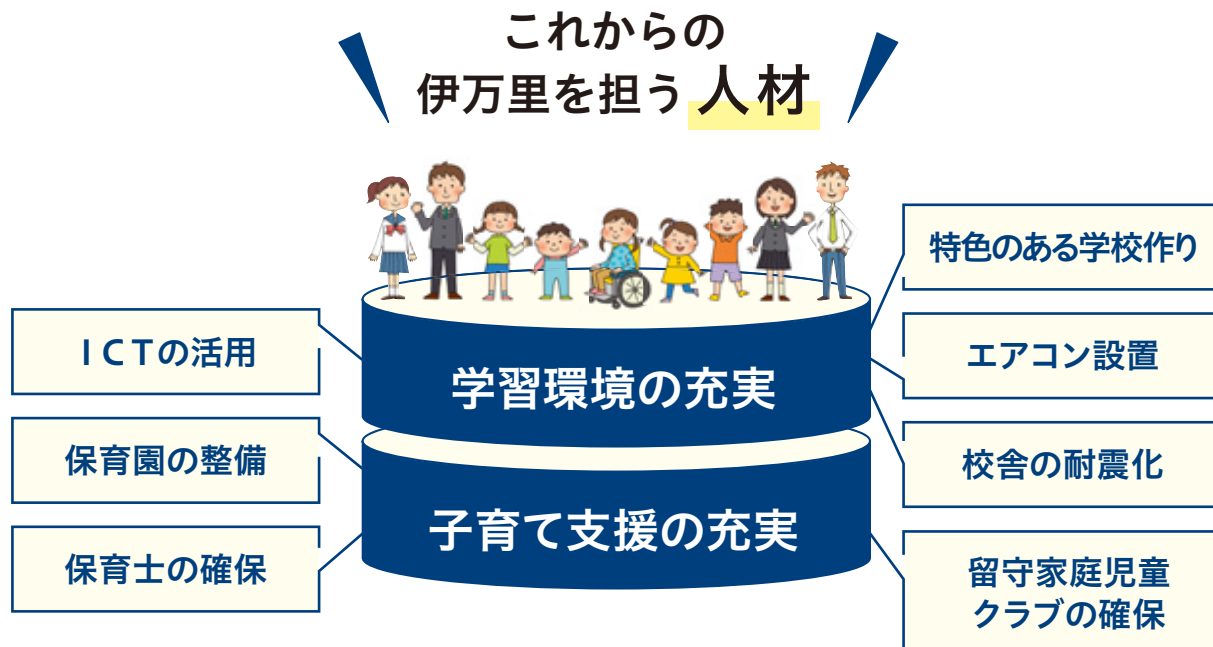 これからの
伊万里を担う人材
特色のある学校作り
ICTの活用
エアコン設置
学習環境の充実
保育園の整備
校舎の耐震化
子育て支援の充実
保育士の確保
留守家庭児童
クラブの確保